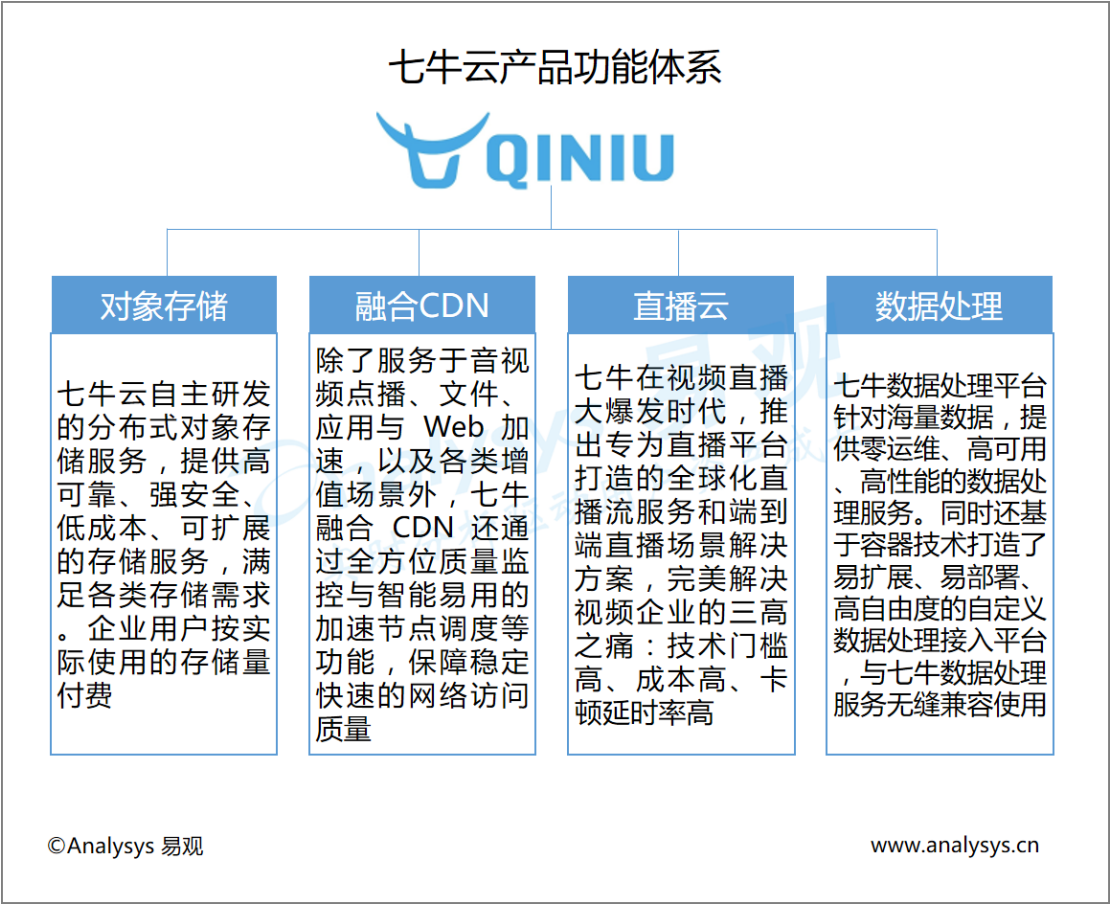 七牛云产品功能体系
QINIU
对象存储
七牛云自主研发
的分布式对象存
储服务，提供高
可靠、强安全、
低成本、可扩展
的存储服务，满
足各类存储需求
。企业用户按实
际使用的存储量
付费
融合CDN
除了服务于音视
频点播、文件、
应用与 Web 加
速，以及各类增
值场景外，七牛
融合 CDN 还通
过全方位质量监
控与智能易用的
加速节点调度等
功能，保障稳定
快速的网络访问
质量
直播云
七牛在视频直播
大爆发时代，推
出专为直播平台
打造的全球化直
播流服务和端到
端直播场景解决
方案，完美解决
视频企业的三高
之痛：技术门槛
高、成本高、卡
顿延时率高
数据处理
七牛数据处理平台
针对海量数据，提
供零运维、高可用
、高性能的数据处
理服务。同时还基
于容器技术打造了
易扩展、易部署、
高自由度的自定义
数据处理接入平台
，与七牛数据处理
服务无缝兼容使用
Analysys 易观
©Analysys 易观
www.analysys.cn